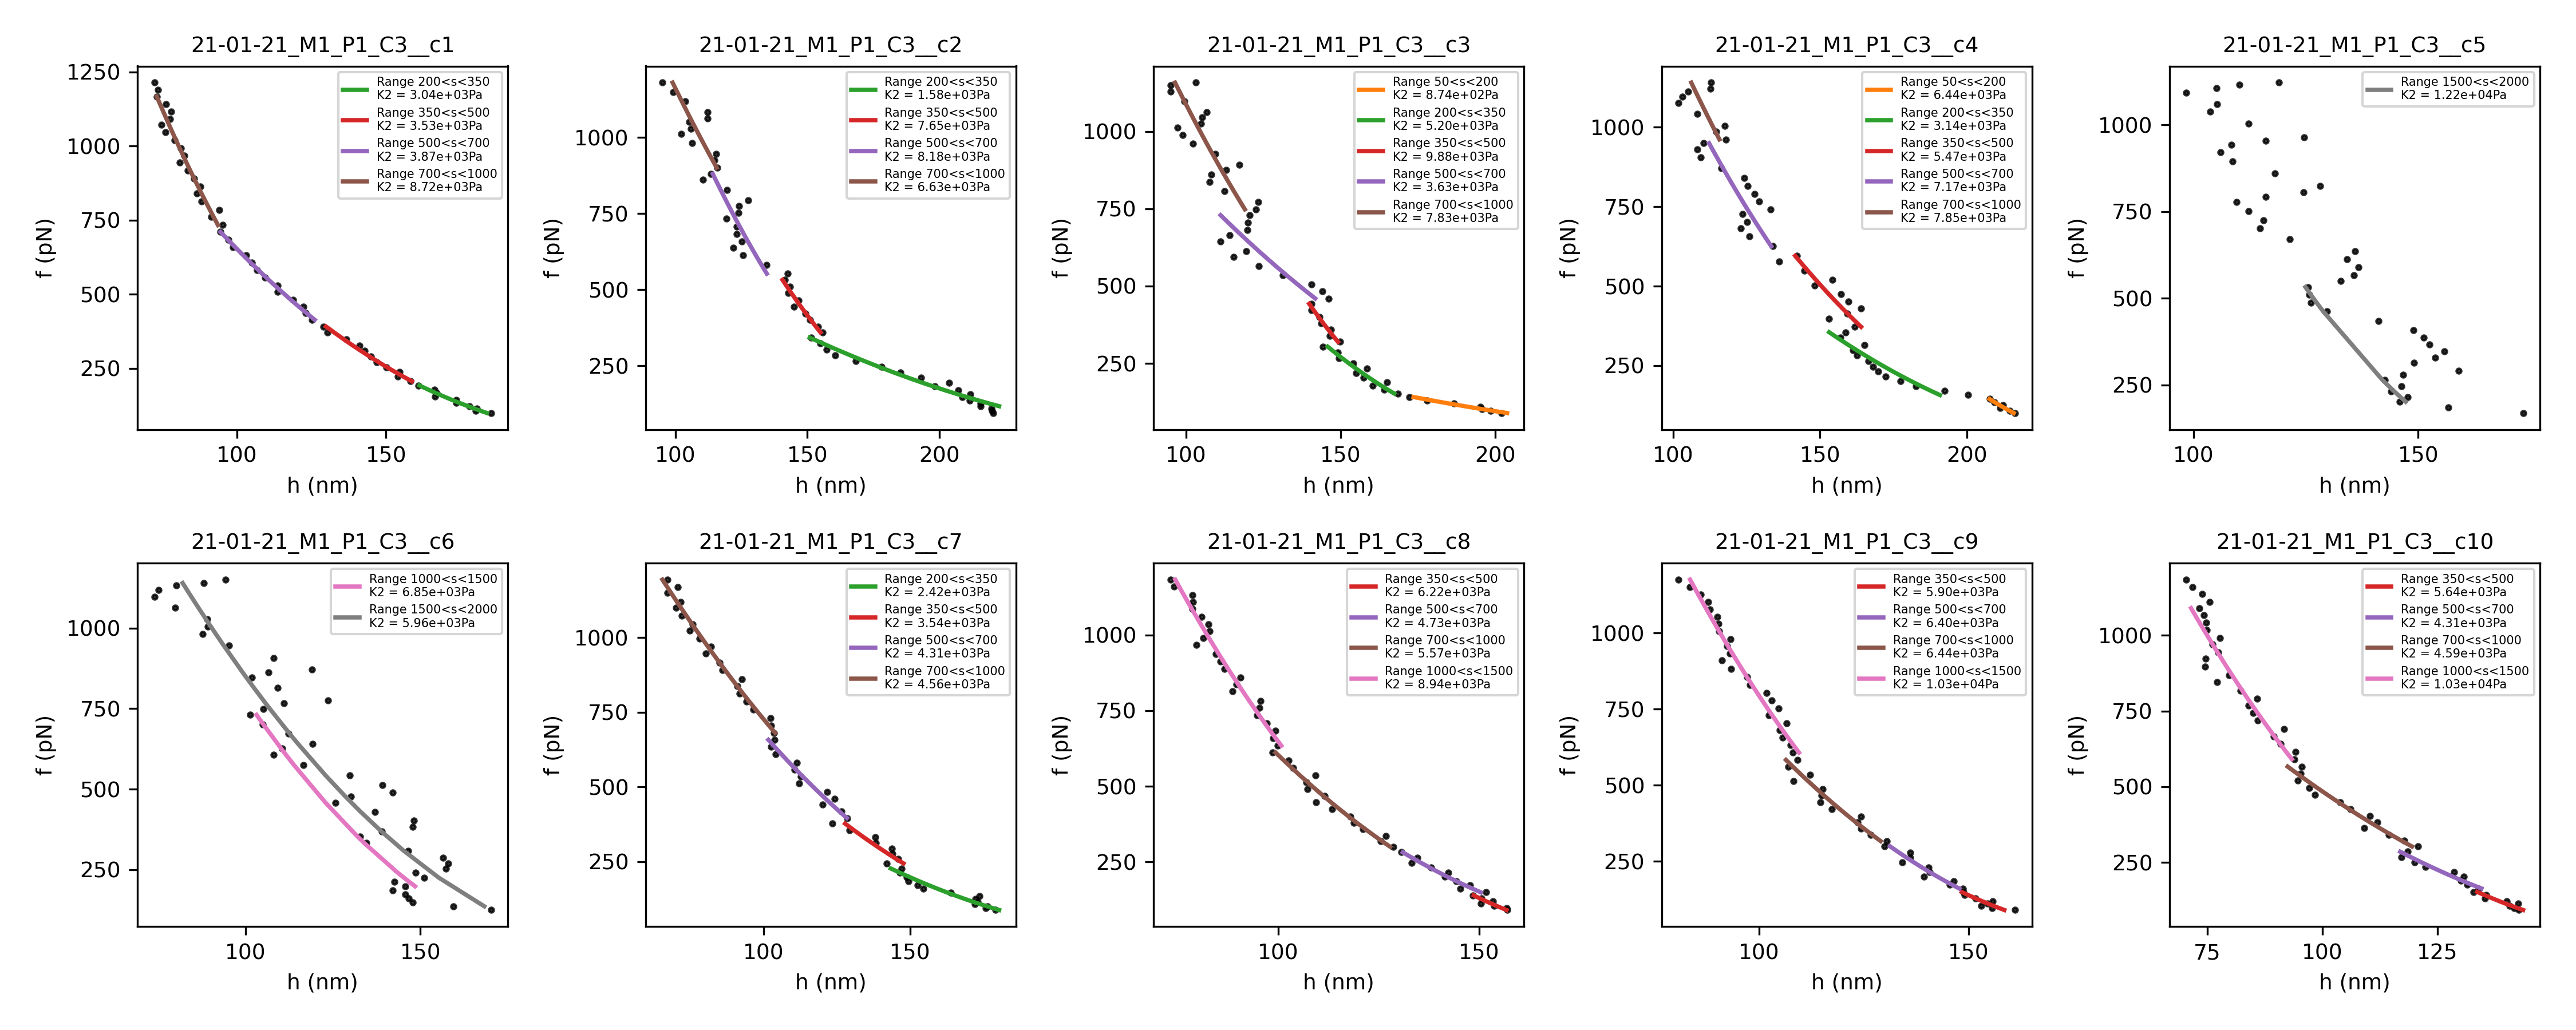 21-01-21_M1_P1_C3__c1
1250
1000
750
500
250
f (pN)
100
150
h (nm)
Range 200<s<350
K2 = 3.04e+03Pa
Range 350<s<500
K2 = 3.53e+03Pa
Range 500<s<700
K2 = 3.87e+03Pa
Range 700<s<1000
K2 = 8.72e+03Pa
21-01-21_M1_P1_C3__c2
1000
750
500
250
f (pN)
100
150
200
h (nm)
Range 200<s<350
K2 = 1.58e+03Pa
Range 350<s<500
K2 = 7.65e+03Pa
Range 500<s<700
K2 = 8.18e+03Pa
Range 700<s<1000
K2 = 6.63e+03Pa
21-01-21_M1_P1_C3__c3
1000
750
500
250
f (pN)
100
150
200
h (nm)
Range 50<s<200
K2 = 8.74e+02Pa
Range 200<s<350
K2 = 5.20e+03Pa
Range 350<s<500
K2 = 9.88e+03Pa
Range 500<s<700
K2 = 3.63e+03Pa
Range 700<s<1000
K2 = 7.83e+03Pa
21-01-21_M1_P1_C3__c4
1000
750
500
250
f (pN)
100
150
200
h (nm)
Range 50<s<200
K2 = 6.44e+03Pa
Range 200<s<350
K2 = 3.14e+03Pa
Range 350<s<500
K2 = 5.47e+03Pa
Range 500<s<700
K2 = 7.17e+03Pa
Range 700<s<1000
K2 = 7.85e+03Pa
21-01-21_M1_P1_C3__c5
1000
750
500
250
f (pN)
100
150
h (nm)
Range 1500<s<2000
K2 = 1.22e+04Pa
21-01-21_M1_P1_C3__c6
1000
750
500
250
f (pN)
100
150
h (nm)
Range 1000<s<1500
K2 = 6.85e+03Pa
Range 1500<s<2000
K2 = 5.96e+03Pa
21-01-21_M1_P1_C3__c7
1000
750
500
250
f (pN)
100
150
h (nm)
Range 200<s<350
K2 = 2.42e+03Pa
Range 350<s<500
K2 = 3.54e+03Pa
Range 500<s<700
K2 = 4.31e+03Pa
Range 700<s<1000
K2 = 4.56e+03Pa
21-01-21_M1_P1_C3__c8
1000
750
500
250
f (pN)
100
150
h (nm)
Range 350<s<500
K2 = 6.22e+03Pa
Range 500<s<700
K2 = 4.73e+03Pa
Range 700<s<1000
K2 = 5.57e+03Pa
Range 1000<s<1500
K2 = 8.94e+03Pa
21-01-21_M1_P1_C3__c9
1000
750
500
250
f (pN)
100
150
h (nm)
Range 350<s<500
K2 = 5.90e+03Pa
Range 500<s<700
K2 = 6.40e+03Pa
Range 700<s<1000
K2 = 6.44e+03Pa
Range 1000<s<1500
K2 = 1.03e+04Pa
21-01-21_M1_P1_C3__c10
1000
750
500
250
f (pN)
75
100
125
h (nm)
Range 350<s<500
K2 = 5.64e+03Pa
Range 500<s<700
K2 = 4.31e+03Pa
Range 700<s<1000
K2 = 4.59e+03Pa
Range 1000<s<1500
K2 = 1.03e+04Pa